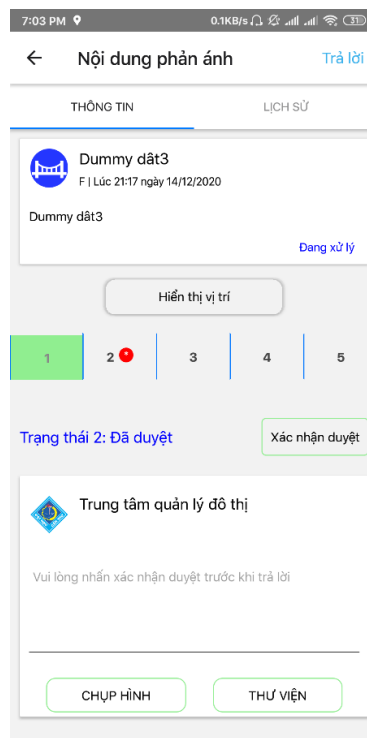 7:03 PM 0.1KB/s 31
Nội dung phản ánh Trả lời
THÔNG TIN LỊCH SỬ
Dummy dât3
F | Lúc 21:17 ngày 14/12/2020
Dummy dât3
Đang xử lý
Hiển thị vị trí
1 2 * 3 4 5
Trạng thái 2: Đã duyệt Xác nhận duyệt
Trung tâm quản lý đô thị
Vui lòng nhấn xác nhận duyệt trước khi trả lời
CHỤP HÌNH THƯ VIỆN